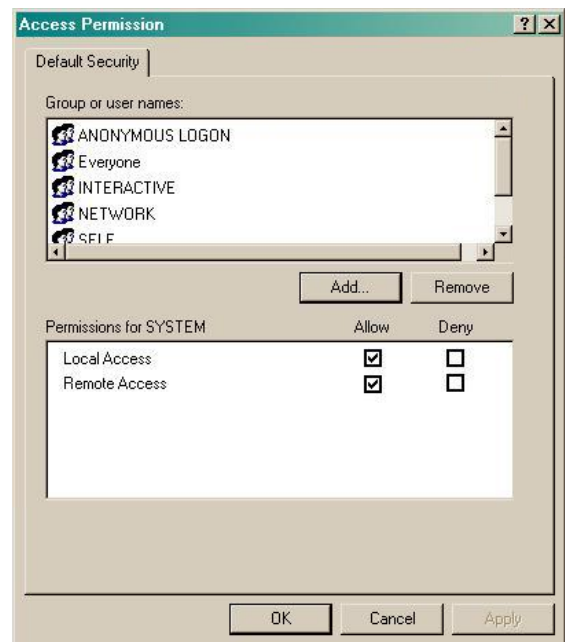 Access Permission
Default Security
Group or user names:
ANONYMOUS LOGON
Everyone
INTERACTIVE
NETWORK
SELF
Add...
Remove
Permissions for SYSTEM Allow Deny
Local Access
Remote Access
OK
Cancel
Apply